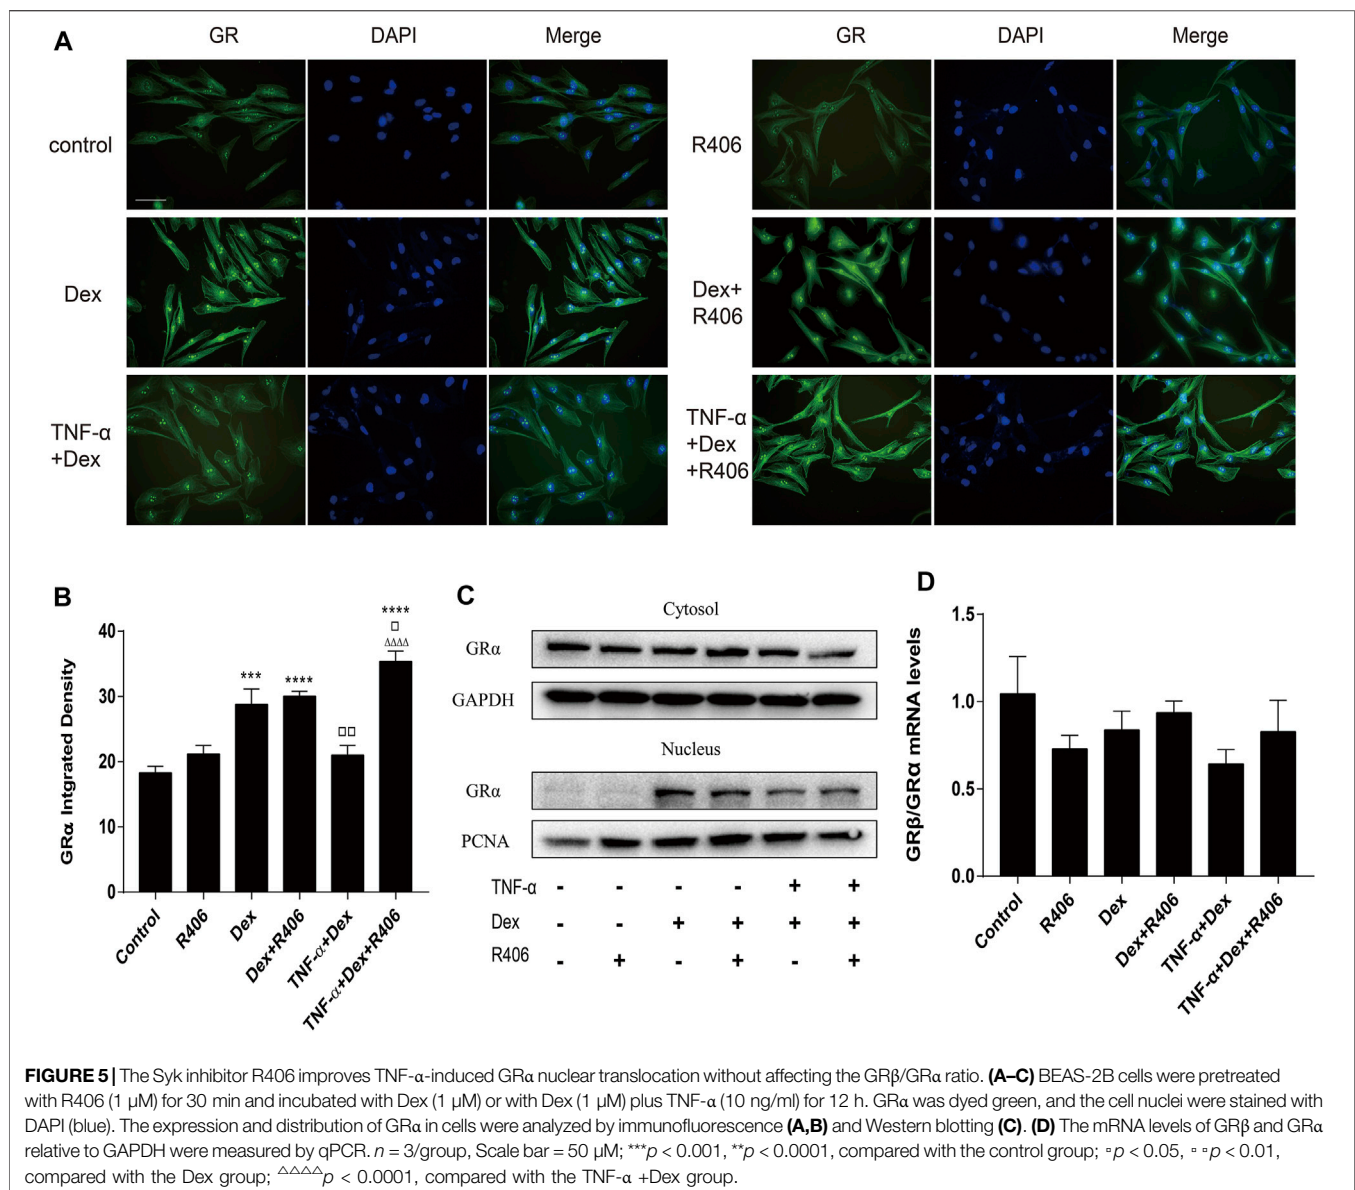 A
GR DAPI Merge GR DAPI Merge
control
R406
Dex
Dex+
R406
TNF-α
+Dex
TNF-α
+Dex
+R406
B
GRα Intgrated Density
40
30
20
10
0
***
****
□□
****
□
△△△△
Control
R406
Dex
Dex+R406
TNF-α+Dex
TNF-α+Dex+R406
C
Cytosol
GRα
GAPDH
Nucleus
GRα
PCNA
TNF-α - - - - + +
Dex - - + + + +
R406 - + - + - +
D
GRβ/GRα mRNA levels
1.5
1.0
0.5
0.0
Control
R406
Dex
Dex+R406
TNF-α+Dex
TNF-α+Dex+R406
FIGURE 5 | The Syk inhibitor R406 improves TNF-α-induced GRα nuclear translocation without affecting the GRβ/GRα ratio. (A–C) BEAS-2B cells were pretreated
with R406 (1 μM) for 30 min and incubated with Dex (1 μM) or with Dex (1 μM) plus TNF-α (10 ng/ml) for 12 h. GRα was dyed green, and the cell nuclei were stained with
DAPI (blue). The expression and distribution of GRα in cells were analyzed by immunofluorescence (A,B) and Western blotting (C). (D) The mRNA levels of GRβ and GRα
relative to GAPDH were measured by qPCR. n = 3/group, Scale bar = 50 μM; ***p < 0.001, **p < 0.0001, compared with the control group; ▫p < 0.05, ▫▫p < 0.01,
compared with the Dex group; △△△△p < 0.0001, compared with the TNF-α +Dex group.